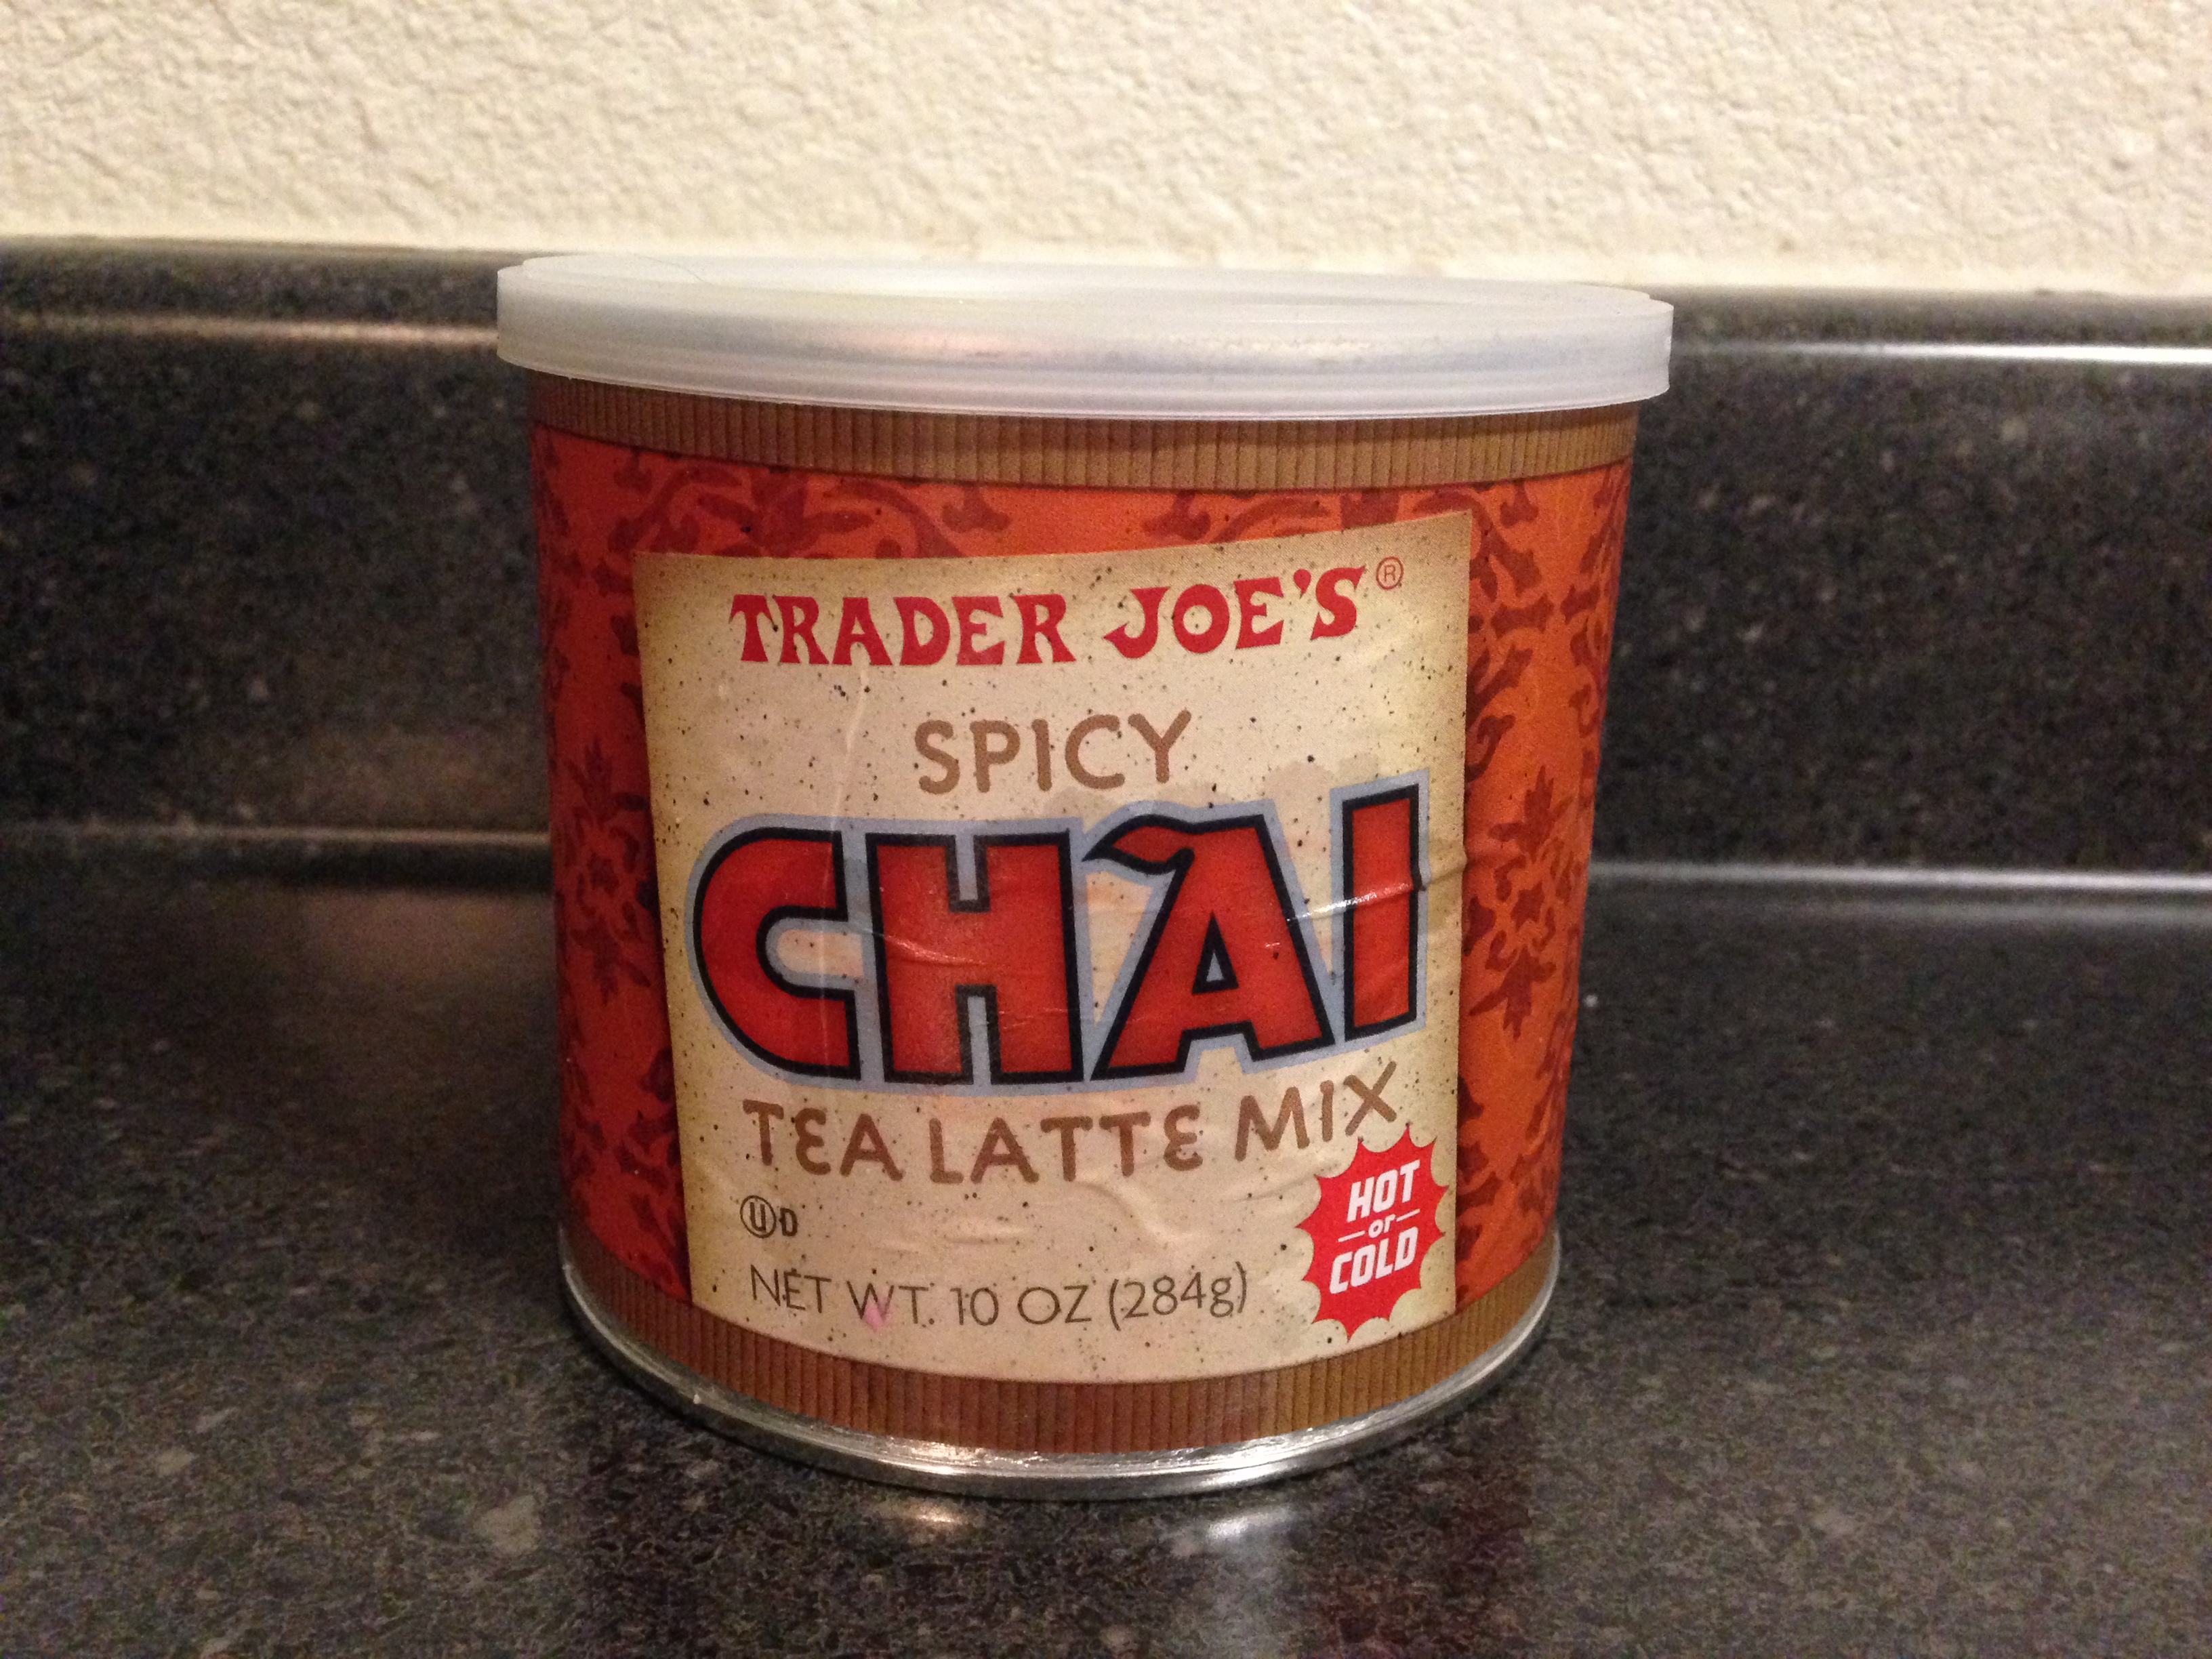 TRADER JOE'S®
SPICY
CHAI
TEA LATTE MIX
ⓊD
NET WT. 10 OZ (284g)
HOT
or
COLD